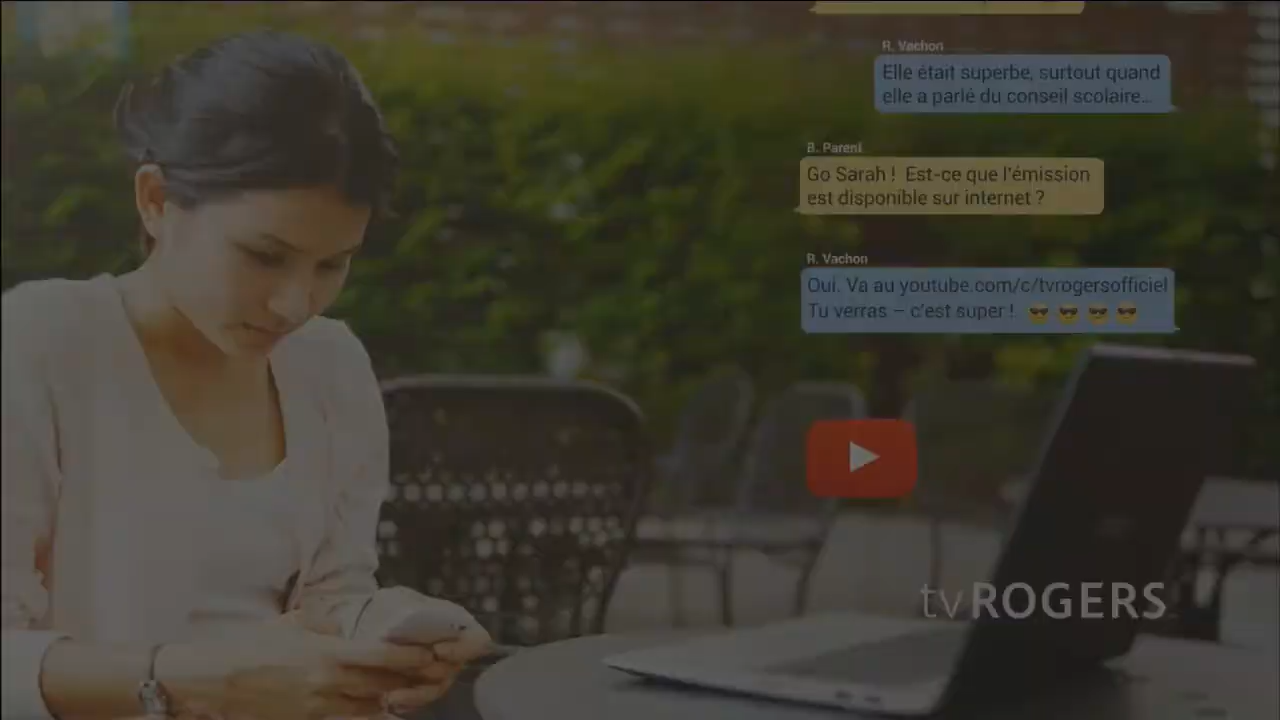 R. Vachon
Elle était superbe, surtout quand
elle a parlé du conseil scolaire...
B. Parent
Go Sarah ! Est-ce que l'émission
est disponible sur internet ?
R. Vachon
Oui. Va au youtube.com/c/tvrogersofficiel
Tu verras – c'est super ! 😎 😎 😎 😎
tvROGERS